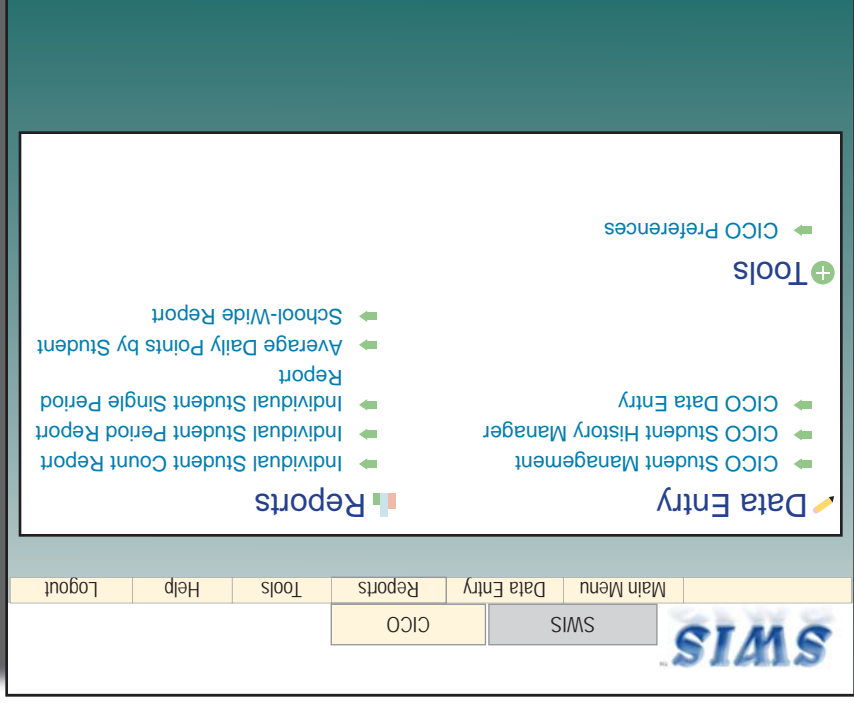 SWIS™
SWIS
CICO
Main Menu
Data Entry
Reports
Tools
Help
Logout
Data Entry
CICO Student Management
CICO Student History Manager
CICO Data Entry
Tools
CICO Preferences
Reports
Individual Student Count Report
Individual Student Period Report
Individual Student Single Period
Report
Average Daily Points by Student
School-Wide Report